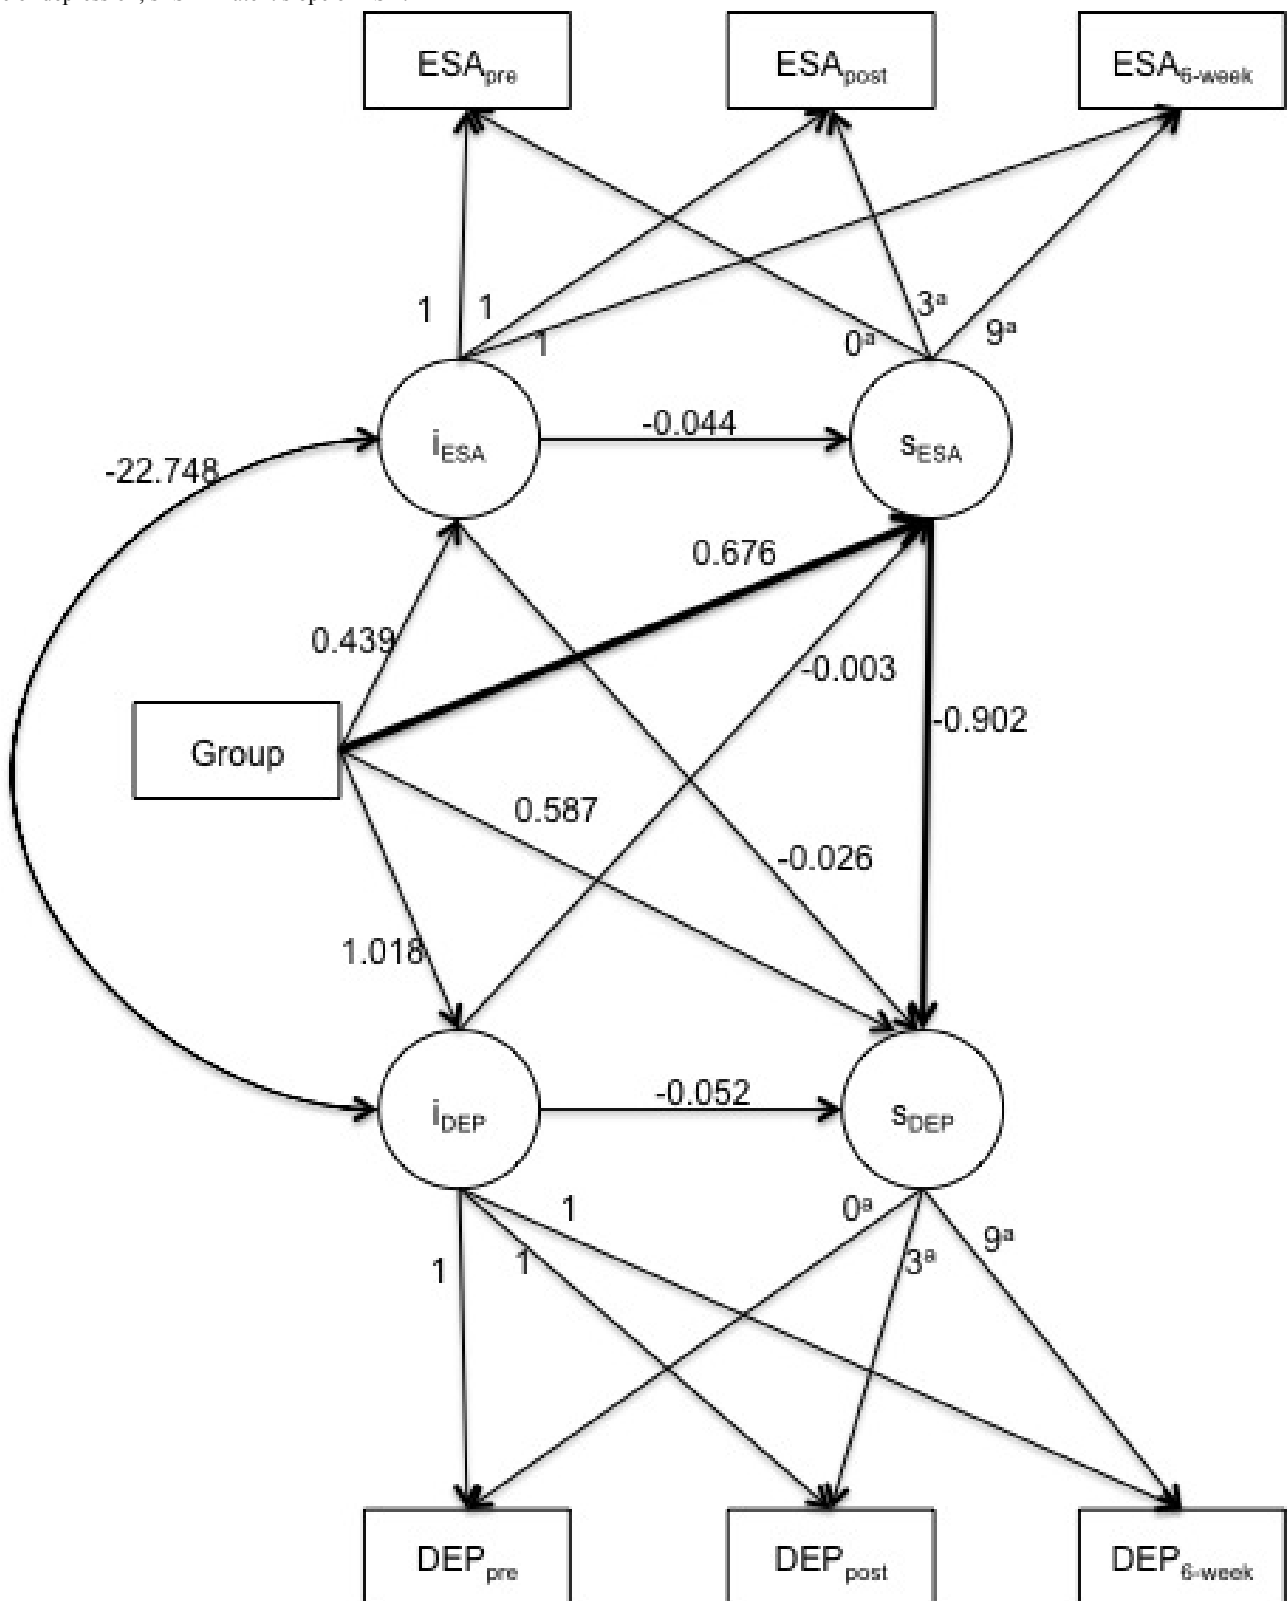 ESApre ESApost ESA6-week
1 1 1 0a 3a 9a
iESA -0.044 sESA
-22.748
0.676
0.439
-0.003
-0.902
Group
0.587
-0.026
1.018
iDEP -0.052 sDEP
1 1 1 0a 3a 9a
DEPpre DEPpost DEP6-week